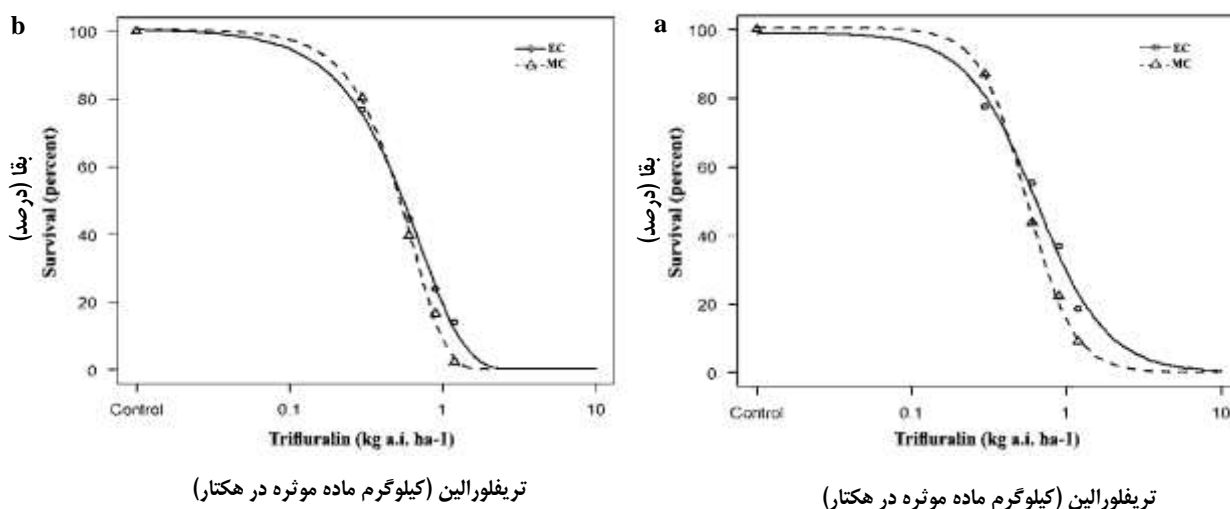 b
100
80
60
40
20
0
بقا (درصد)
Survival (percent)
EC
MC
Control
0.1
1
10
Trifluralin (kg a.i. ha-1)
تریفلورالین (کیلوگرم ماده موثره در هکتار)
a
100
80
60
40
20
0
بقا (درصد)
Survival (percent)
EC
MC
Control
0.1
1
10
Trifluralin (kg a.i. ha-1)
تریفلورالین (کیلوگرم ماده موثره در هکتار)